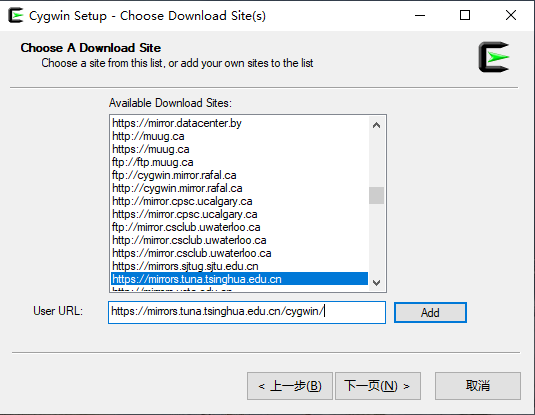 Cygwin Setup - Choose Download Site(s)
Choose A Download Site
Choose a site from this list, or add your own sites to the list
Available Download Sites:
https://mirror.datacenter.by
http://muug.ca
https://muug.ca
ftp://ftp.muug.ca
ftp://cygwin.mirror.rafal.ca
http://cygwin.mirror.rafal.ca
http://mirror.cpsc.ucalgary.ca
https://mirror.cpsc.ucalgary.ca
ftp://mirror.csclub.uwaterloo.ca
http://mirror.csclub.uwaterloo.ca
https://mirror.csclub.uwaterloo.ca
https://mirrors.sjtug.sjtu.edu.cn
https://mirrors.tuna.tsinghua.edu.cn
User URL: https://mirrors.tuna.tsinghua.edu.cn/cygwin/ Add
< 上一步(B) 下一页(N) > 取消